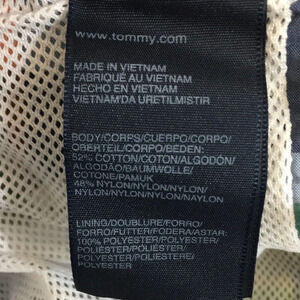 www.tommy.com
MADE IN VIETNAM
FABRIQUÉ AU VIETNAM
HECHO EN VIETNAM
VIETNAM'DA ÜRETILMISTIR
BODY/CORPS/CUERPO/CORPO/
OBERTEIL/CORPO/BEDEN:
52% COTTON/COTON/ALGODÓN/
ALGODÃO/BAUMWOLLE/
COTONE/PAMUK
48% NYLON/NYLON/NYLON/
NYLON/NYLON/NYLON/NAYLON
LINING/DOUBLURE/FORRO/
FORRO/FUTTER/FODERA/ASTAR:
100% POLYESTER/POLYESTER/
POLIÉSTER/POLIÉSTER/
POLYESTER/POLIESTERE/
POLYESTER